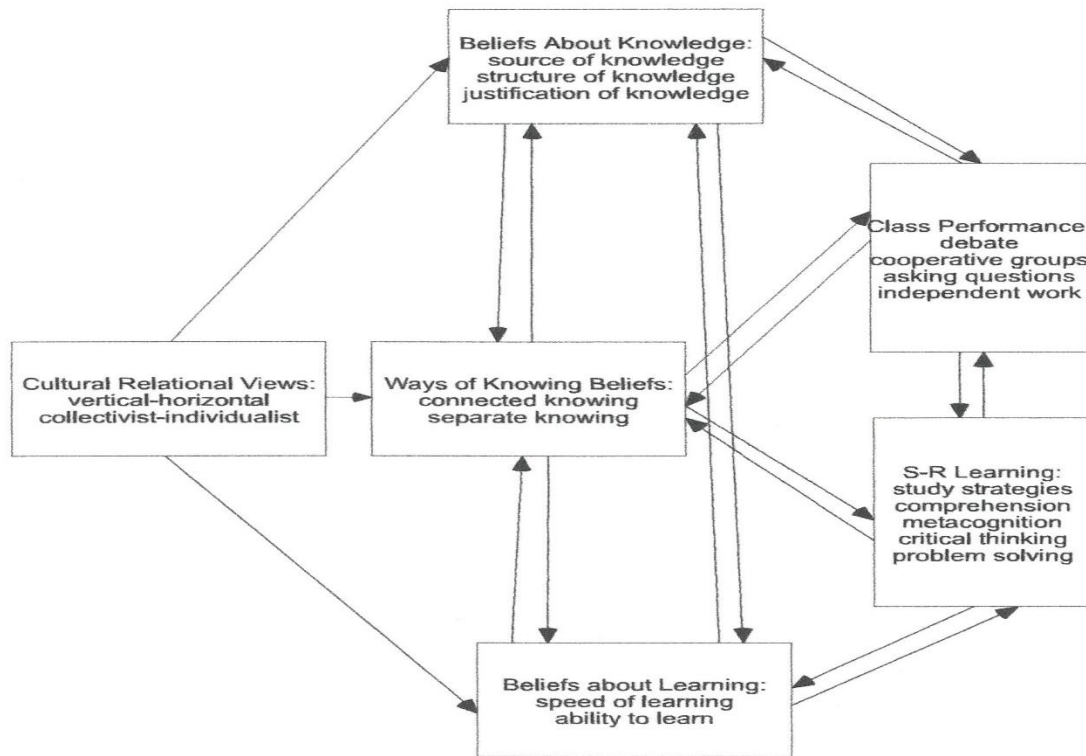 Beliefs About Knowledge:
source of knowledge
structure of knowledge
justification of knowledge
Class Performance
debate
cooperative groups
asking questions
independent work
Cultural Relational Views:
vertical-horizontal
collectivist-individualist
Ways of Knowing Beliefs:
connected knowing
separate knowing
S-R Learning:
study strategies
comprehension
metacognition
critical thinking
problem solving
Beliefs about Learning:
speed of learning
ability to learn